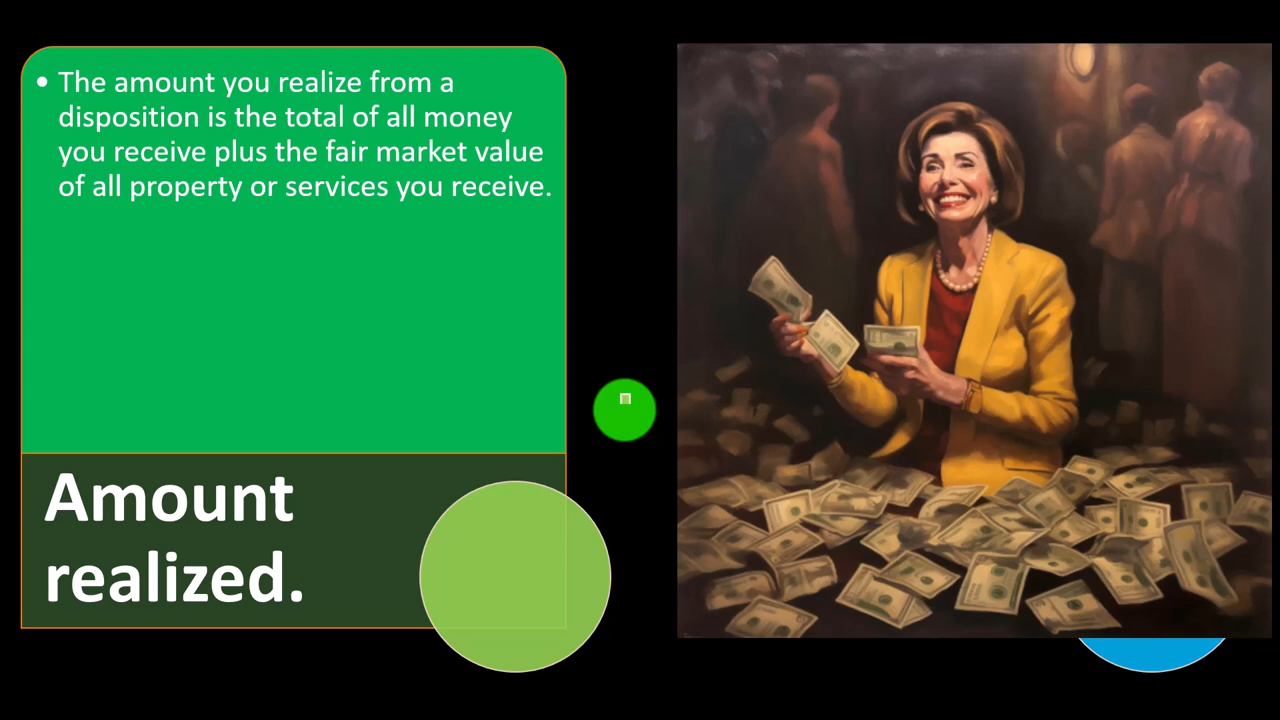 • The amount you realize from a
disposition is the total of all money
you receive plus the fair market value
of all property or services you receive.
Amount
realized.